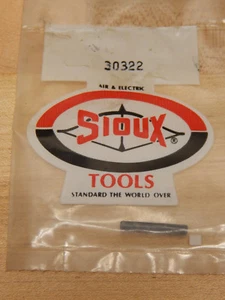 30322
AIR & ELECTRIC
SIOUX ®
TOOLS
STANDARD THE WORLD OVER